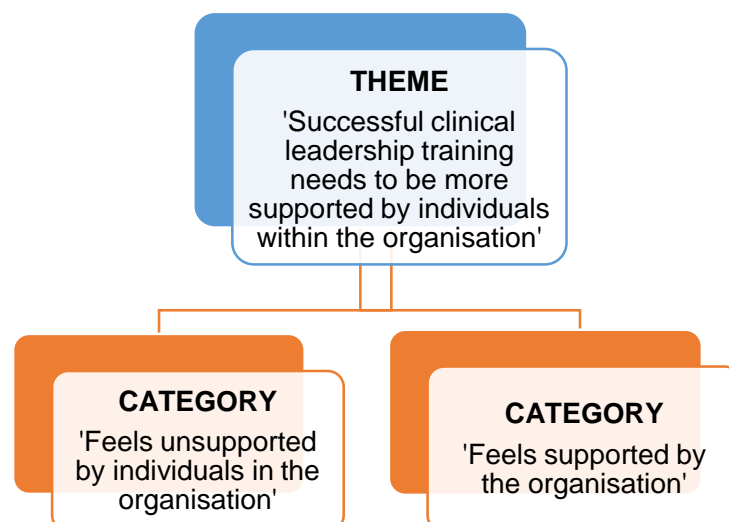 THEME
'Successful clinical
leadership training
needs to be more
supported by individuals
within the organisation'
CATEGORY
'Feels unsupported
by individuals in the
organisation'
CATEGORY
'Feels supported by
the organisation'